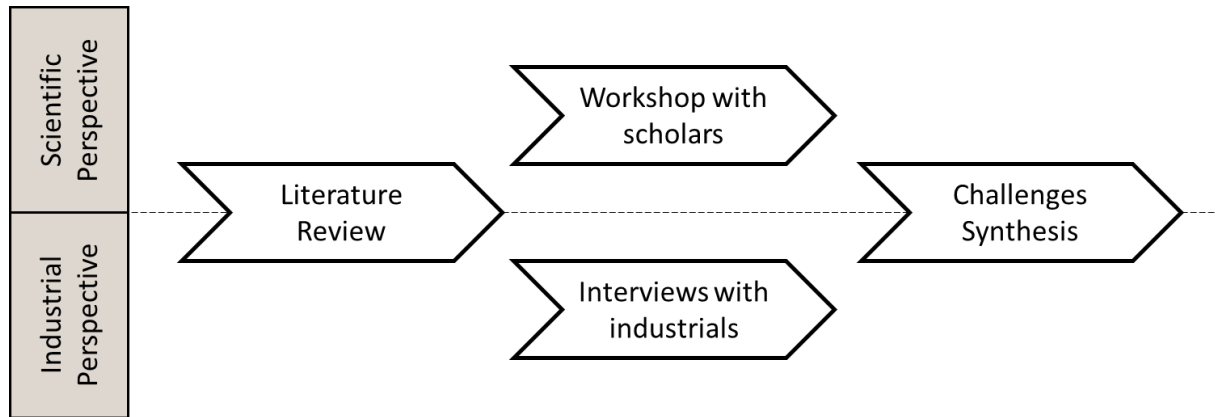 Scientific
Perspective
Industrial
Perspective
Literature
Review
Workshop with
scholars
Interviews with
industrials
Challenges
Synthesis